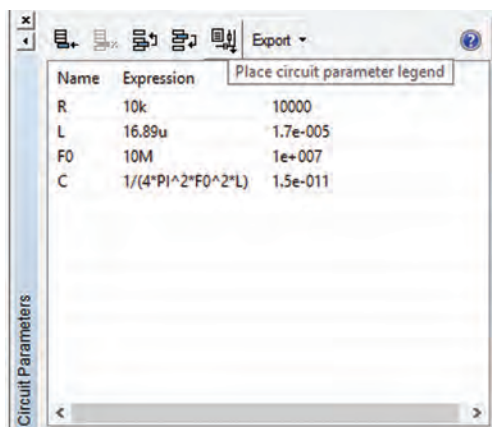 Export
Place circuit parameter legend
Name Expression
R 10k 10000
L 16.89u 1.7e-005
F0 10M 1e+007
C 1/(4*PI^2*F0^2*L) 1.5e-011
Circuit Parameters